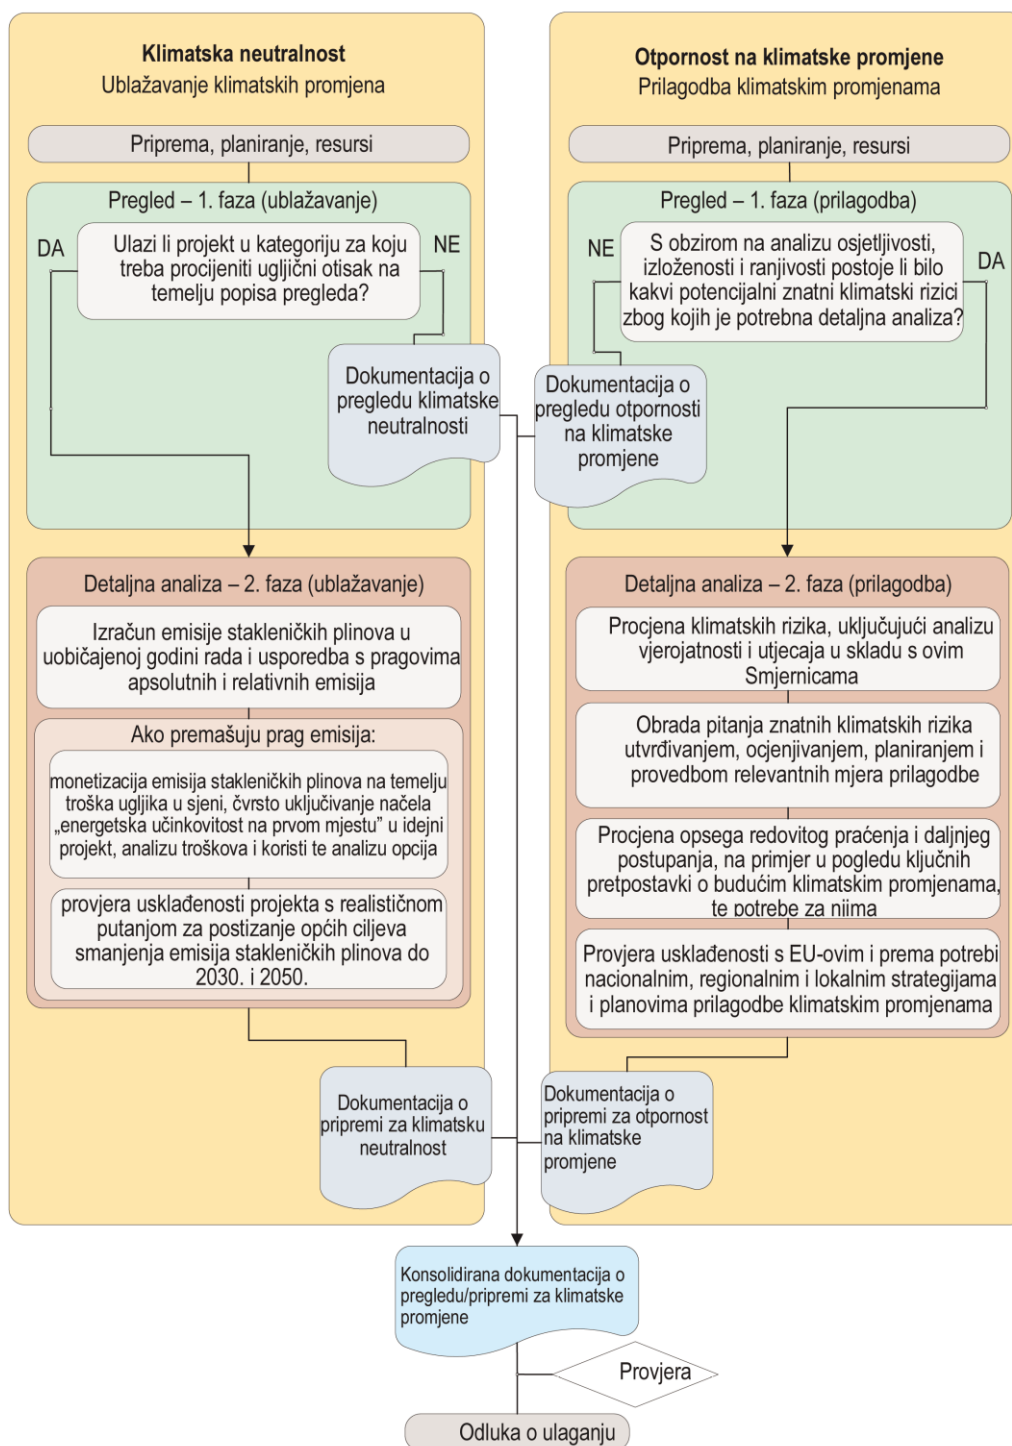 Klimatska neutralnost
Ublažavanje klimatskih promjena
Priprema, planiranje, resursi
Pregled – 1. faza (ublažavanje)
DA
Ulazi li projekt u kategoriju za koju
treba procijeniti ugljični otisak na
temelju popisa pregleda?
NE
Dokumentacija o
pregledu klimatske
neutralnosti
Detaljna analiza – 2. faza (ublažavanje)
Izračun emisije stakleničkih plinova u
uobičajenoj godini rada i usporedba s pragovima
apsolutnih i relativnih emisija
Ako premašuju prag emisija:
monetizacija emisija stakleničkih plinova na temelju
troška ugljika u sjeni, čvrsto uključivanje načela
„energetska učinkovitost na prvom mjestu” u idejni
projekt, analizu troškova i koristi te analizu opcija
provjera usklađenosti projekta s realističnom
putanjom za postizanje općih ciljeva
smanjenja emisija stakleničkih plinova do
2030. i 2050.
Dokumentacija o
pripremi za klimatsku
neutralnost
Otpornost na klimatske promjene
Prilagodba klimatskim promjenama
Priprema, planiranje, resursi
Pregled – 1. faza (prilagodba)
NE
S obzirom na analizu osjetljivosti,
izloženosti i ranjivosti postoje li bilo
kakvi potencijalni znatni klimatski rizici
zbog kojih je potrebna detaljna analiza?
DA
Dokumentacija o
pregledu otpornosti
na klimatske
promjene
Detaljna analiza – 2. faza (prilagodba)
Procjena klimatskih rizika, uključujući analizu
vjerojatnosti i utjecaja u skladu s ovim
Smjernicama
Obrada pitanja znatnih klimatskih rizika
utvrđivanjem, ocjenjivanjem, planiranjem i
provedbom relevantnih mjera prilagodbe
Procjena opsega redovitog praćenja i daljnjeg
postupanja, na primjer u pogledu ključnih
pretpostavki o budućim klimatskim promjenama,
te potrebe za njima
Provjera usklađenosti s EU-ovim i prema potrebi
nacionalnim, regionalnim i lokalnim strategijama
i planovima prilagodbe klimatskim promjenama
Dokumentacija o
pripremi za otpornost
na klimatske
promjene
Konsolidirana dokumentacija o
pregledu/pripremi za klimatske
promjene
Provjera
Odluka o ulaganju